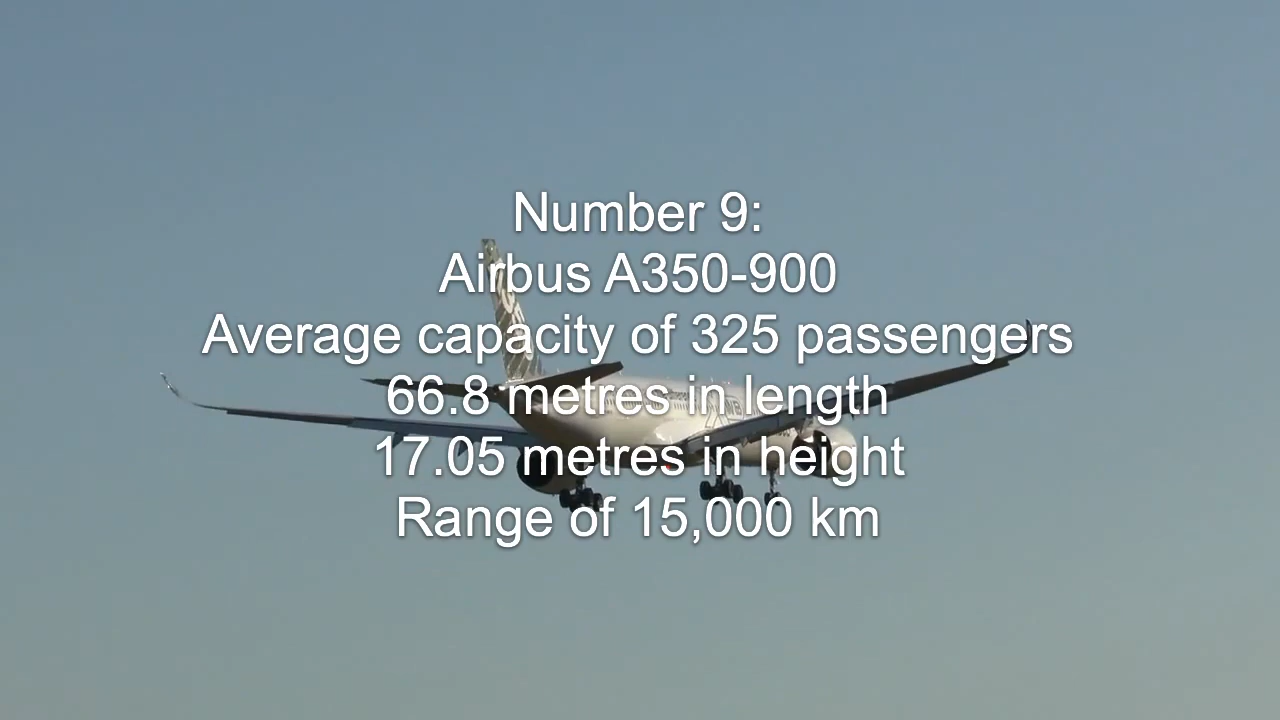 Number 9:
Airbus A350-900
Average capacity of 325 passengers
66.8 metres in length
17.05 metres in height
Range of 15,000 km